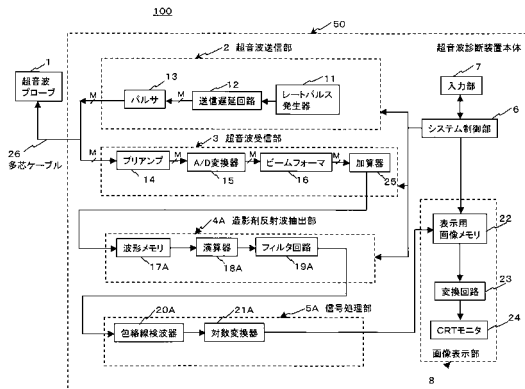 100
50
超音波診断装置本体
1
超音波
プローブ
26
多芯ケーブル
2 超音波送信部
13
パルサ
12
送信遅延回路
11
レートパルス
発生器
M
M
7
入力部
6
システム制御部
3 超音波受信部
M
プリアンプ
14
M
A/D変換器
15
M
ビームフォーマ
16
M
加算器
25
4A 造影剤反射波抽出部
波形メモリ
17A
演算器
18A
フィルタ回路
19A
5A 信号処理部
20A
包絡線検波器
21A
対数変換器
22
表示用
画像メモリ
23
変換回路
24
CRTモニタ
画像表示部
8